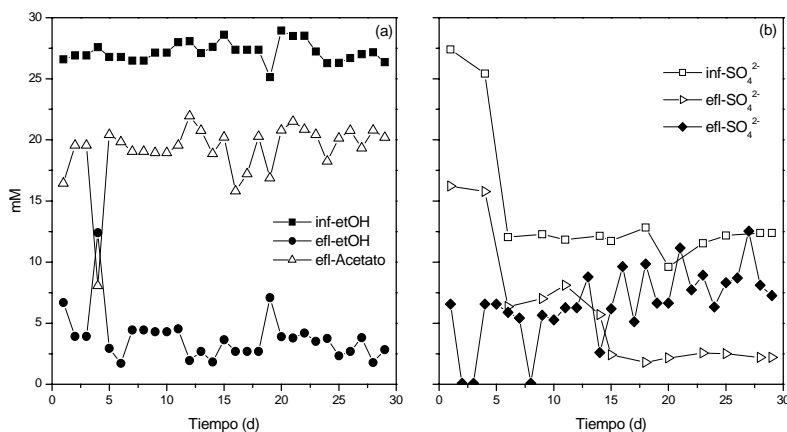 30
25
20
15
10
5
0
mM
(a)
inf-etOH
efl-etOH
efl-Acetato
0 5 10 15 20 25 30
Tiempo (d)
(b)
inf-SO₄²⁻
efl-SO₄²⁻
efl-SO₄²⁻
0 5 10 15 20 25 30
Tiempo (d)